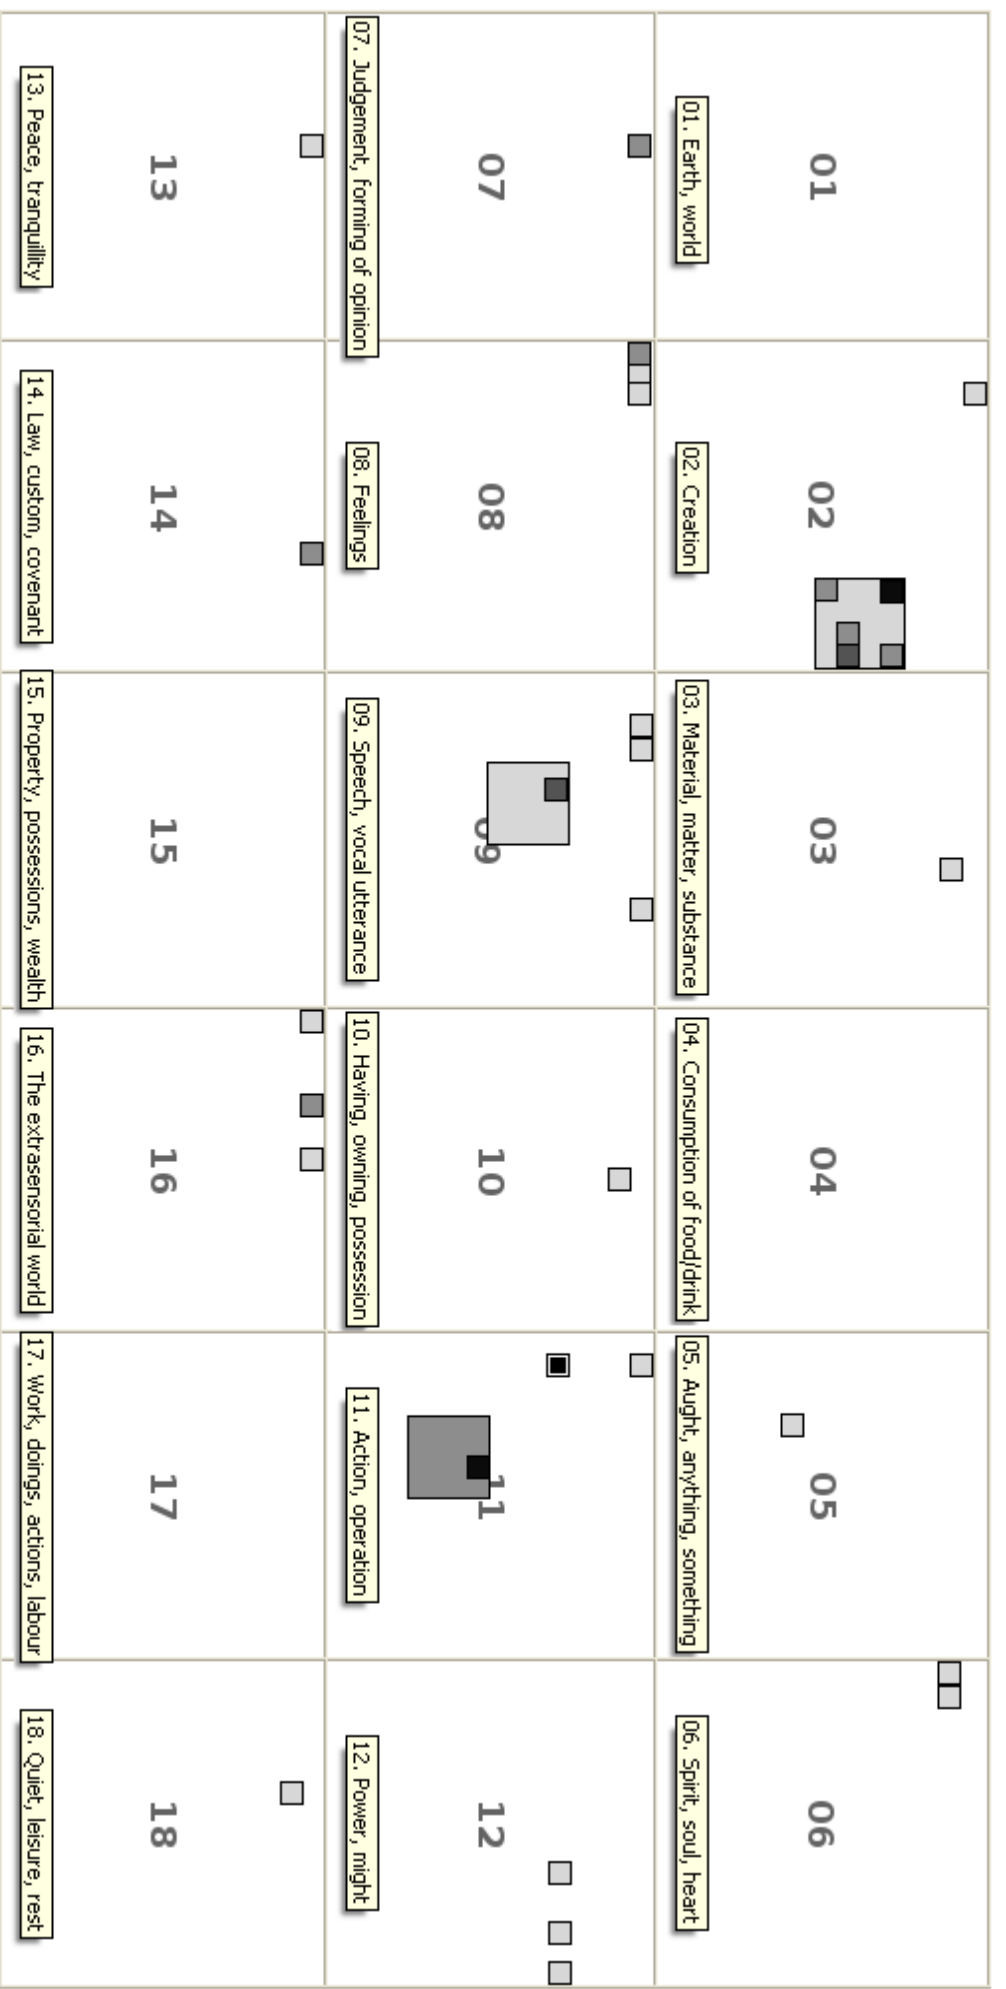 01
01. Earth, world
02
02. Creation
03
03. Material, matter, substance
04
04. Consumption of food/drink
05
05. Aught, anything, something
06
06. Spirit, soul, heart
07
07. Judgement, forming of opinion
08
08. Feelings
09
09. Speech, vocal utterance
10
10. Having, owning, possession
11
11. Action, operation
12
12. Power, might
13
13. Peace, tranquillity
14
14. Law, custom, covenant
15
15. Property, possessions, wealth
16
16. The extrasensorial world
17
17. Work, doings, actions, labour
18
18. Quiet, leisure, rest